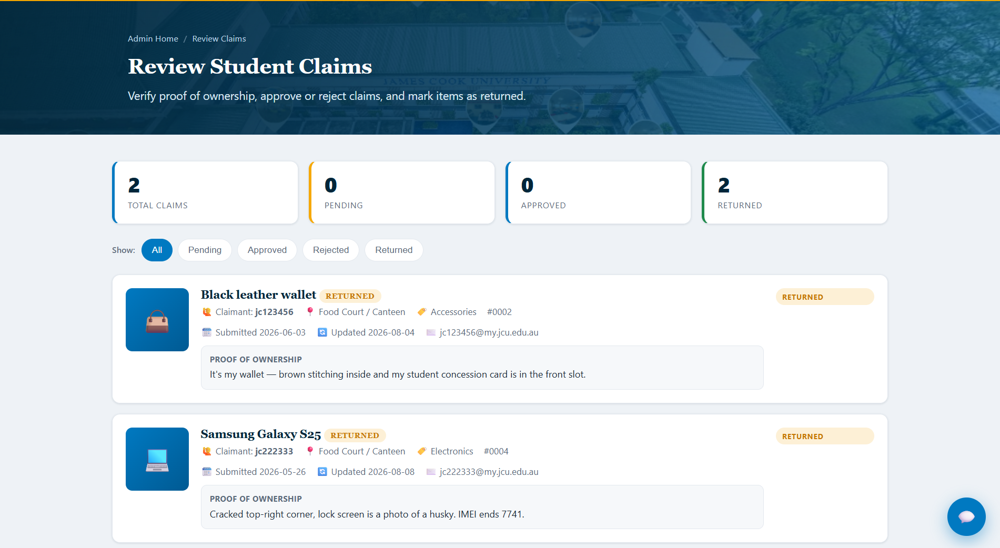 Admin Home / Review Claims
Review Student Claims
JAMES COOK UNIVERSITY
Verify proof of ownership, approve or reject claims, and mark items as returned.
2
TOTAL CLAIMS
0
PENDING
0
APPROVED
2
RETURNED
Show: All Pending Approved Rejected Returned
Black leather wallet RETURNED
RETURNED
Claimant: jc123456 Food Court / Canteen Accessories #0002
Submitted 2026-06-03 Updated 2026-08-04 jc123456@my.jcu.edu.au
PROOF OF OWNERSHIP
It's my wallet — brown stitching inside and my student concession card is in the front slot.
Samsung Galaxy S25 RETURNED
RETURNED
Claimant: jc222333 Food Court / Canteen Electronics #0004
Submitted 2026-05-26 Updated 2026-08-08 jc222333@my.jcu.edu.au
PROOF OF OWNERSHIP
Cracked top-right corner, lock screen is a photo of a husky. IMEI ends 7741.